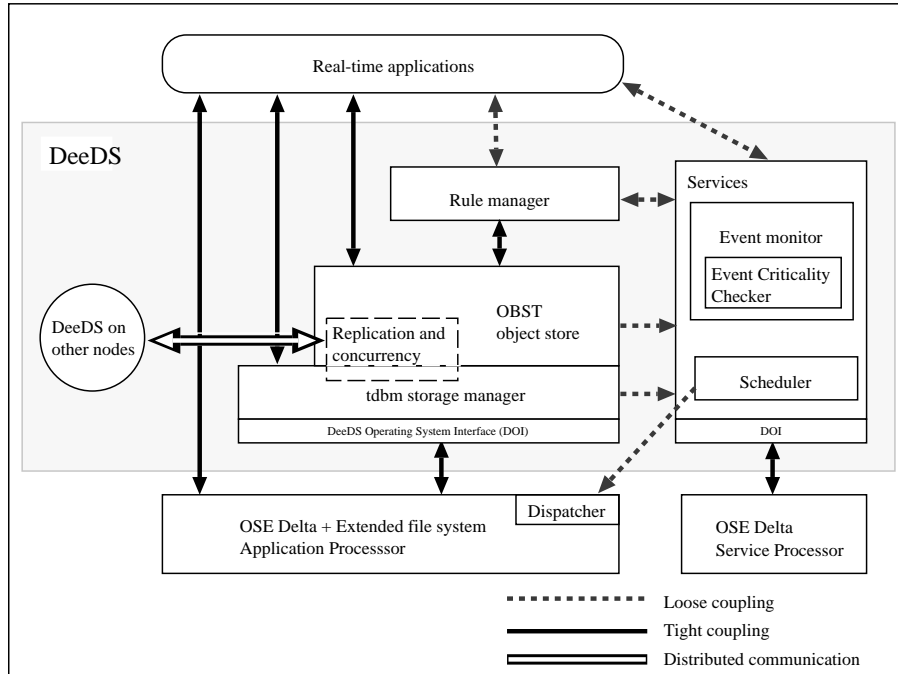 Real-time applications
DeeDS
Rule manager
Services
Event monitor
Event Criticality
Checker
OBST
object store
DeeDS on
other nodes
Replication and
concurrency
Scheduler
tdbm storage manager
DeeDS Operating System Interface (DOI)
DOI
Dispatcher
OSE Delta + Extended file system
Application Processsor
OSE Delta
Service Processor
Loose coupling
Tight coupling
Distributed communication